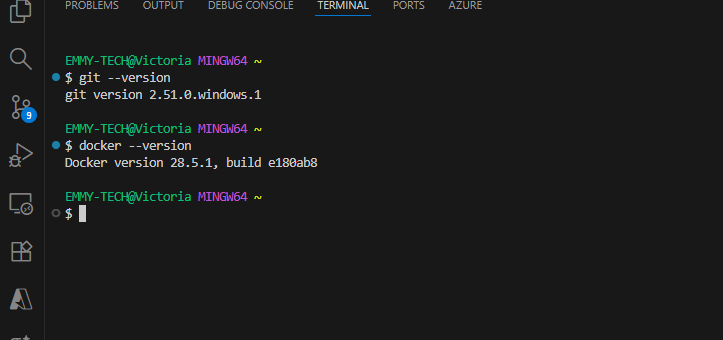 PROBLEMS OUTPUT DEBUG CONSOLE TERMINAL PORTS AZURE
EMMY-TECH@Victoria MINGW64 ~
$ git --version
git version 2.51.0.windows.1
9
EMMY-TECH@Victoria MINGW64 ~
$ docker --version
Docker version 28.5.1, build e180ab8
EMMY-TECH@Victoria MINGW64 ~
$